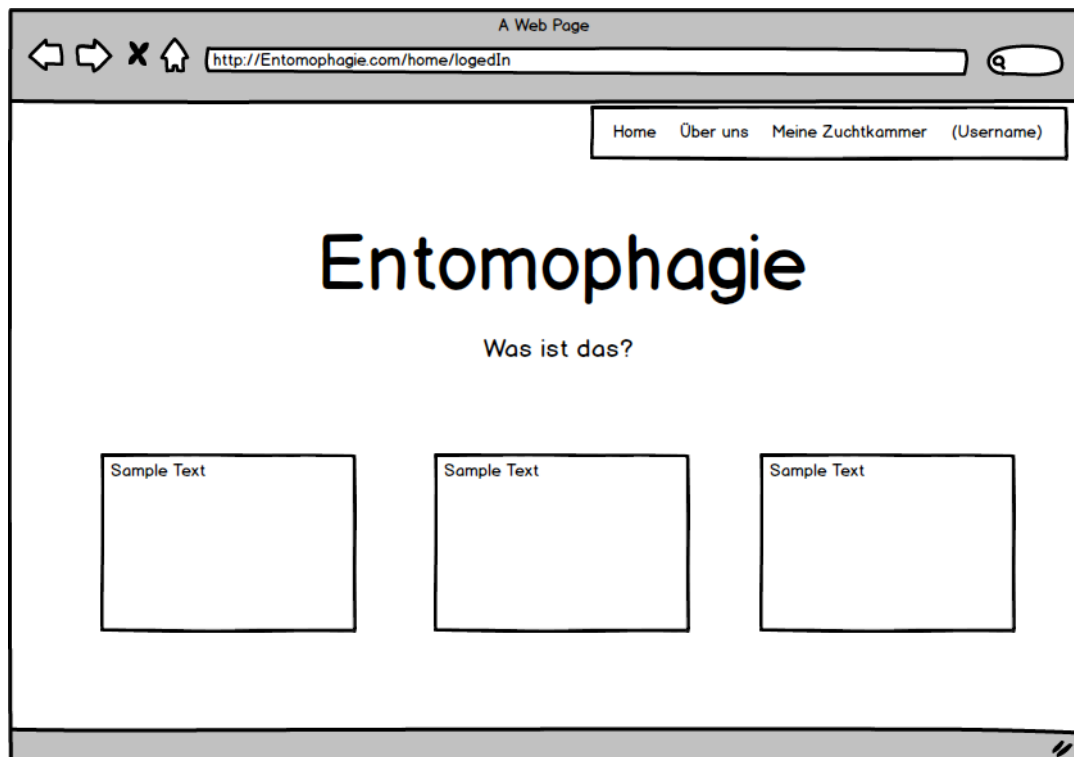 A Web Page
http://Entomophagie.com/home/logedIn
Home Über uns Meine Zuchtkammer (Username)
Entomophagie
Was ist das?
Sample Text Sample Text Sample Text